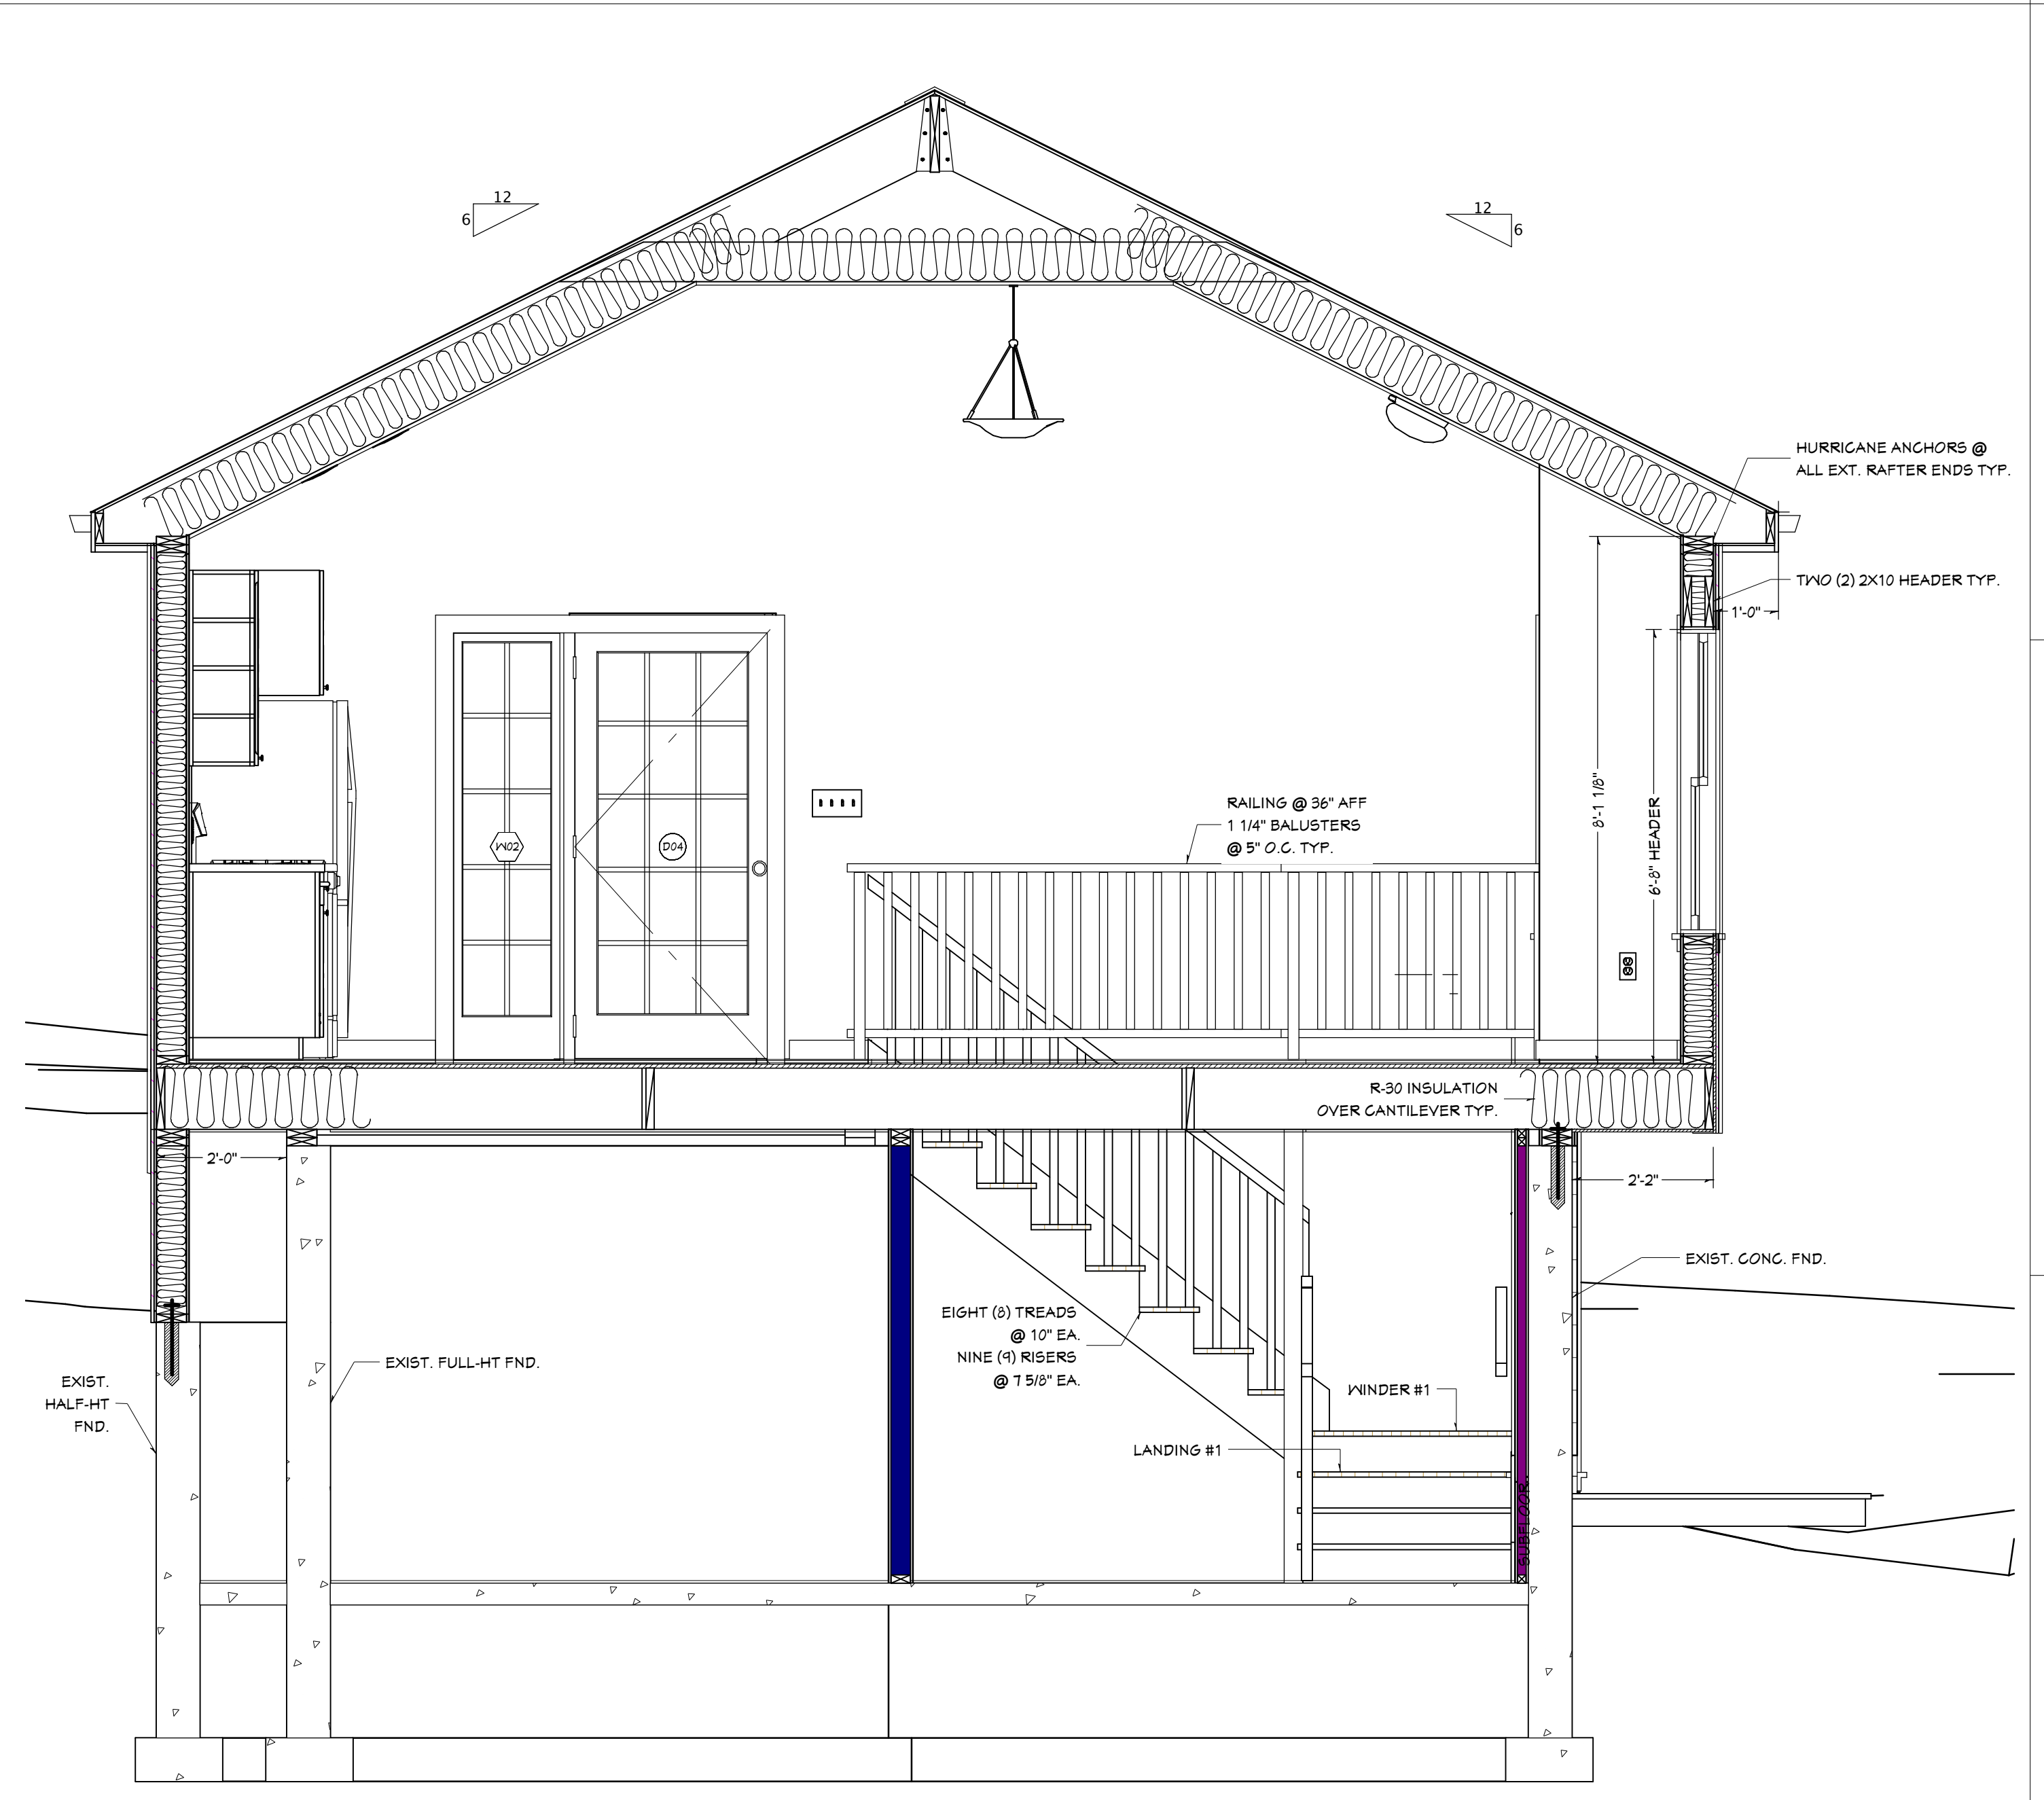 12
6
12
6
HURRICANE ANCHORS @
ALL EXT. RAFTER ENDS TYP.
TWO (2) 2X10 HEADER TYP.
1'-0"
8'-1 1/8"
6'-8" HEADER
RAILING @ 36" AFF
1 1/4" BALUSTERS
@ 5" O.C. TYP.
W02
D04
R-30 INSULATION
OVER CANTILEVER TYP.
2'-0"
2'-2"
EXIST. CONC. FND.
EIGHT (8) TREADS
@ 10" EA.
NINE (9) RISERS
@ 7 5/8" EA.
EXIST. FULL-HT FND.
EXIST.
HALF-HT
FND.
WINDER #1
LANDING #1
SUBFLOOR